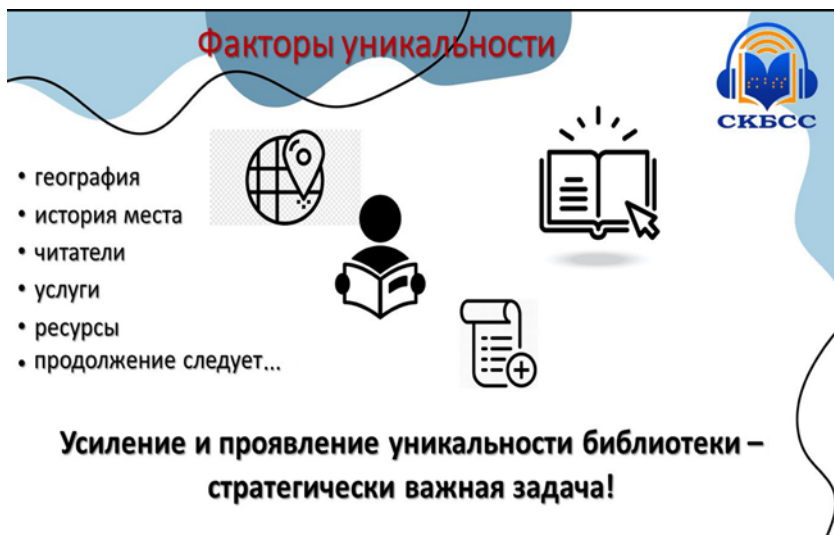 Факторы уникальности
СКБСС
• география
• история места
• читатели
• услуги
• ресурсы
• продолжение следует...
Усиление и проявление уникальности библиотеки –
стратегически важная задача!